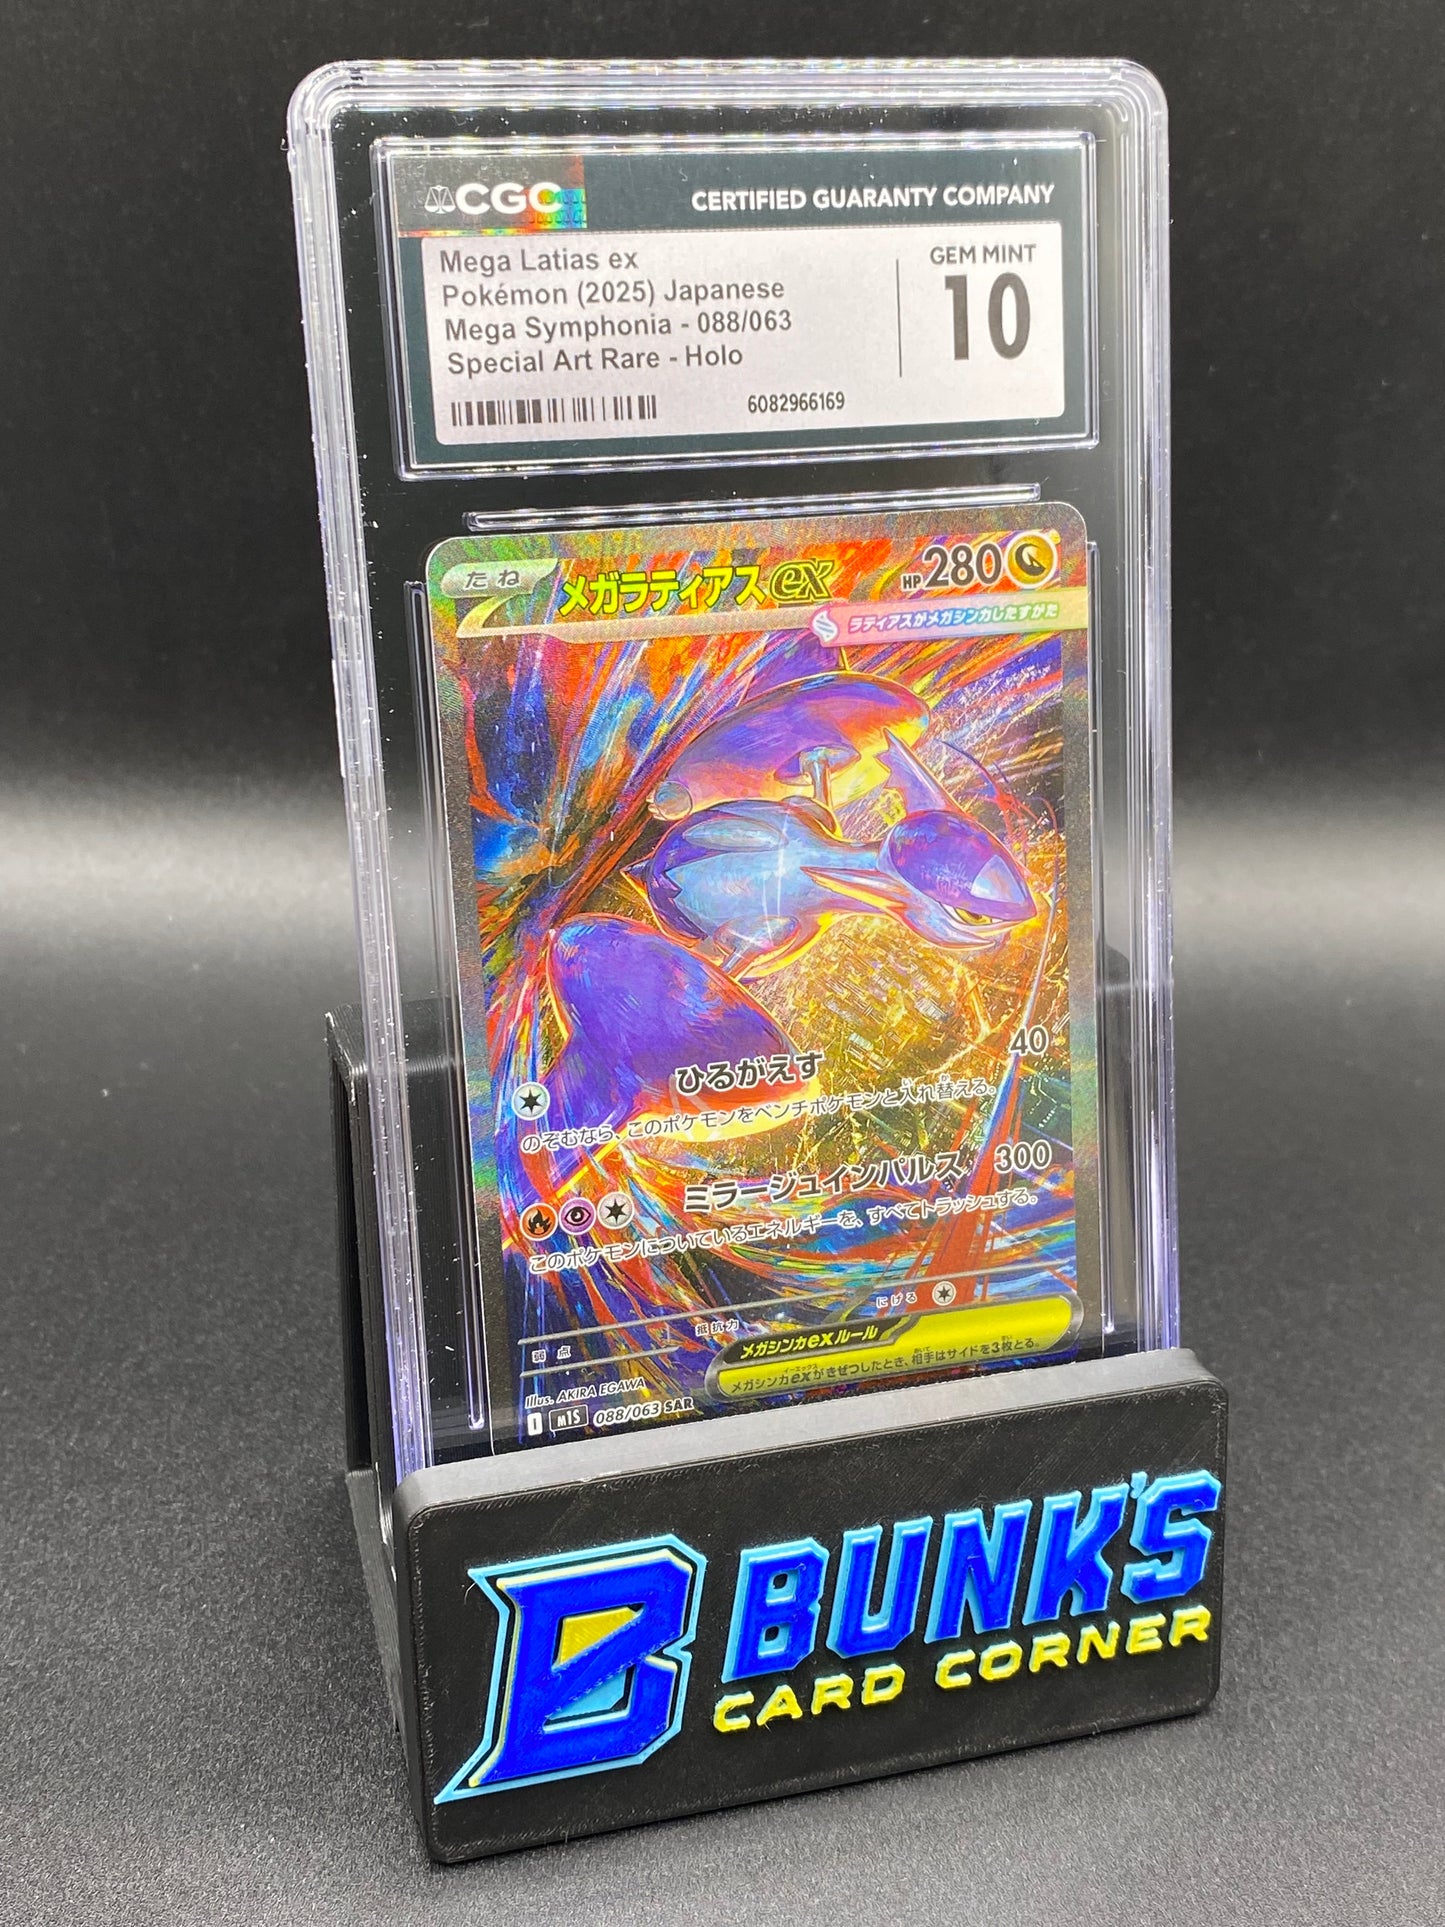 CGC
CERTIFIED GUARANTY COMPANY
Mega Latias ex
Pokémon (2025) Japanese
Mega Symphonia - 088/063
Special Art Rare - Holo
GEM MINT
10
6082966169
たね
メガラティアスex
HP280
ラティアスがメガシンカしたすがた
ひるがえす 40
のぞむなら、このポケモンをベンチポケモンと入れ替える。
ミラージュインパルス 300
このポケモンについているエネルギーを、すべてトラッシュする。
弱点
抵抗力
にげる
メガシンカexルール
メガシンカexがきぜつしたとき、相手はサイドを3枚とる。
Illus. AKIRA EGAWA
I M1S 088/063 SAR
B BUNK'S
CARD CORNER